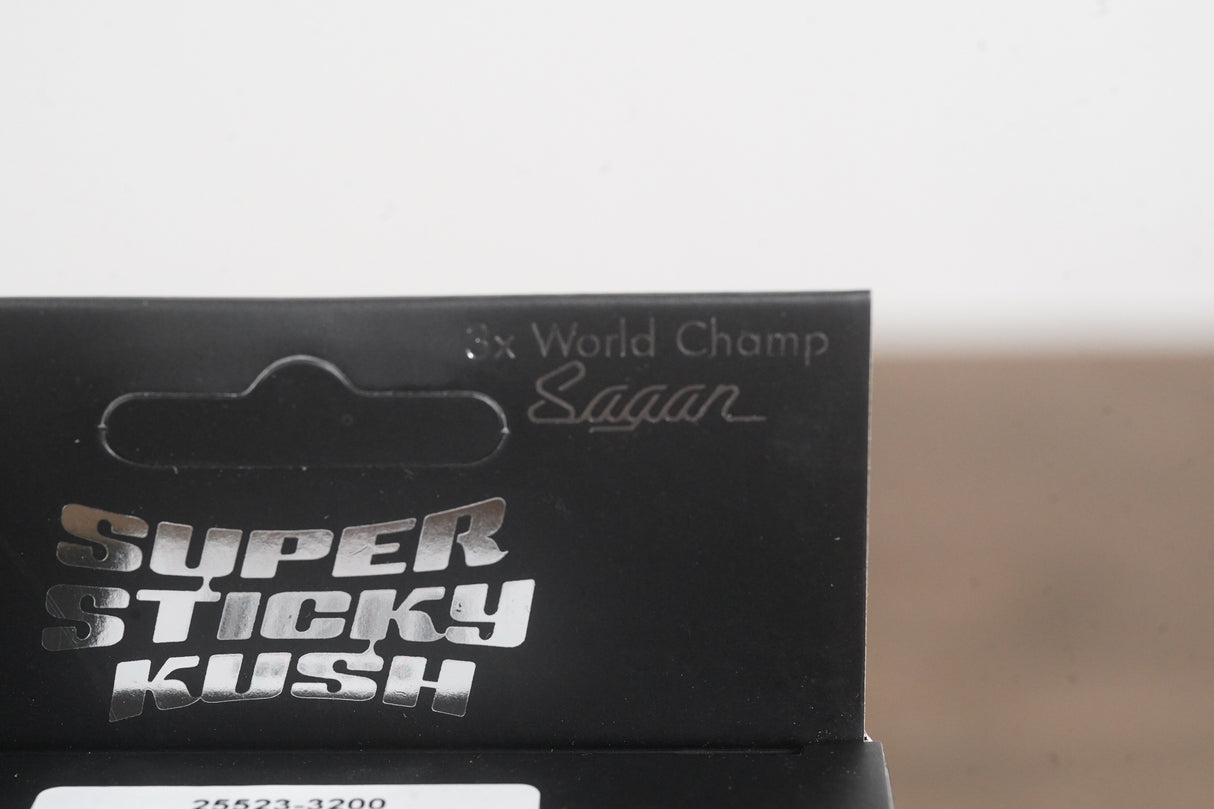 3x World Champ
Sagan
SUPER
STICKY
KUSH
25523-3200